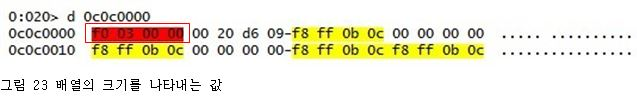 0:020> d 0c0c0000
0c0c0000 f0 03 00 00 00 20 d6 09-f8 ff 0b 0c 00 00 00 00 ..... ..........
0c0c0010 f8 ff 0b 0c 00 00 00 00-f8 ff 0b 0c f8 ff 0b 0c ................
그림 23 배열의 크기를 나타내는 값